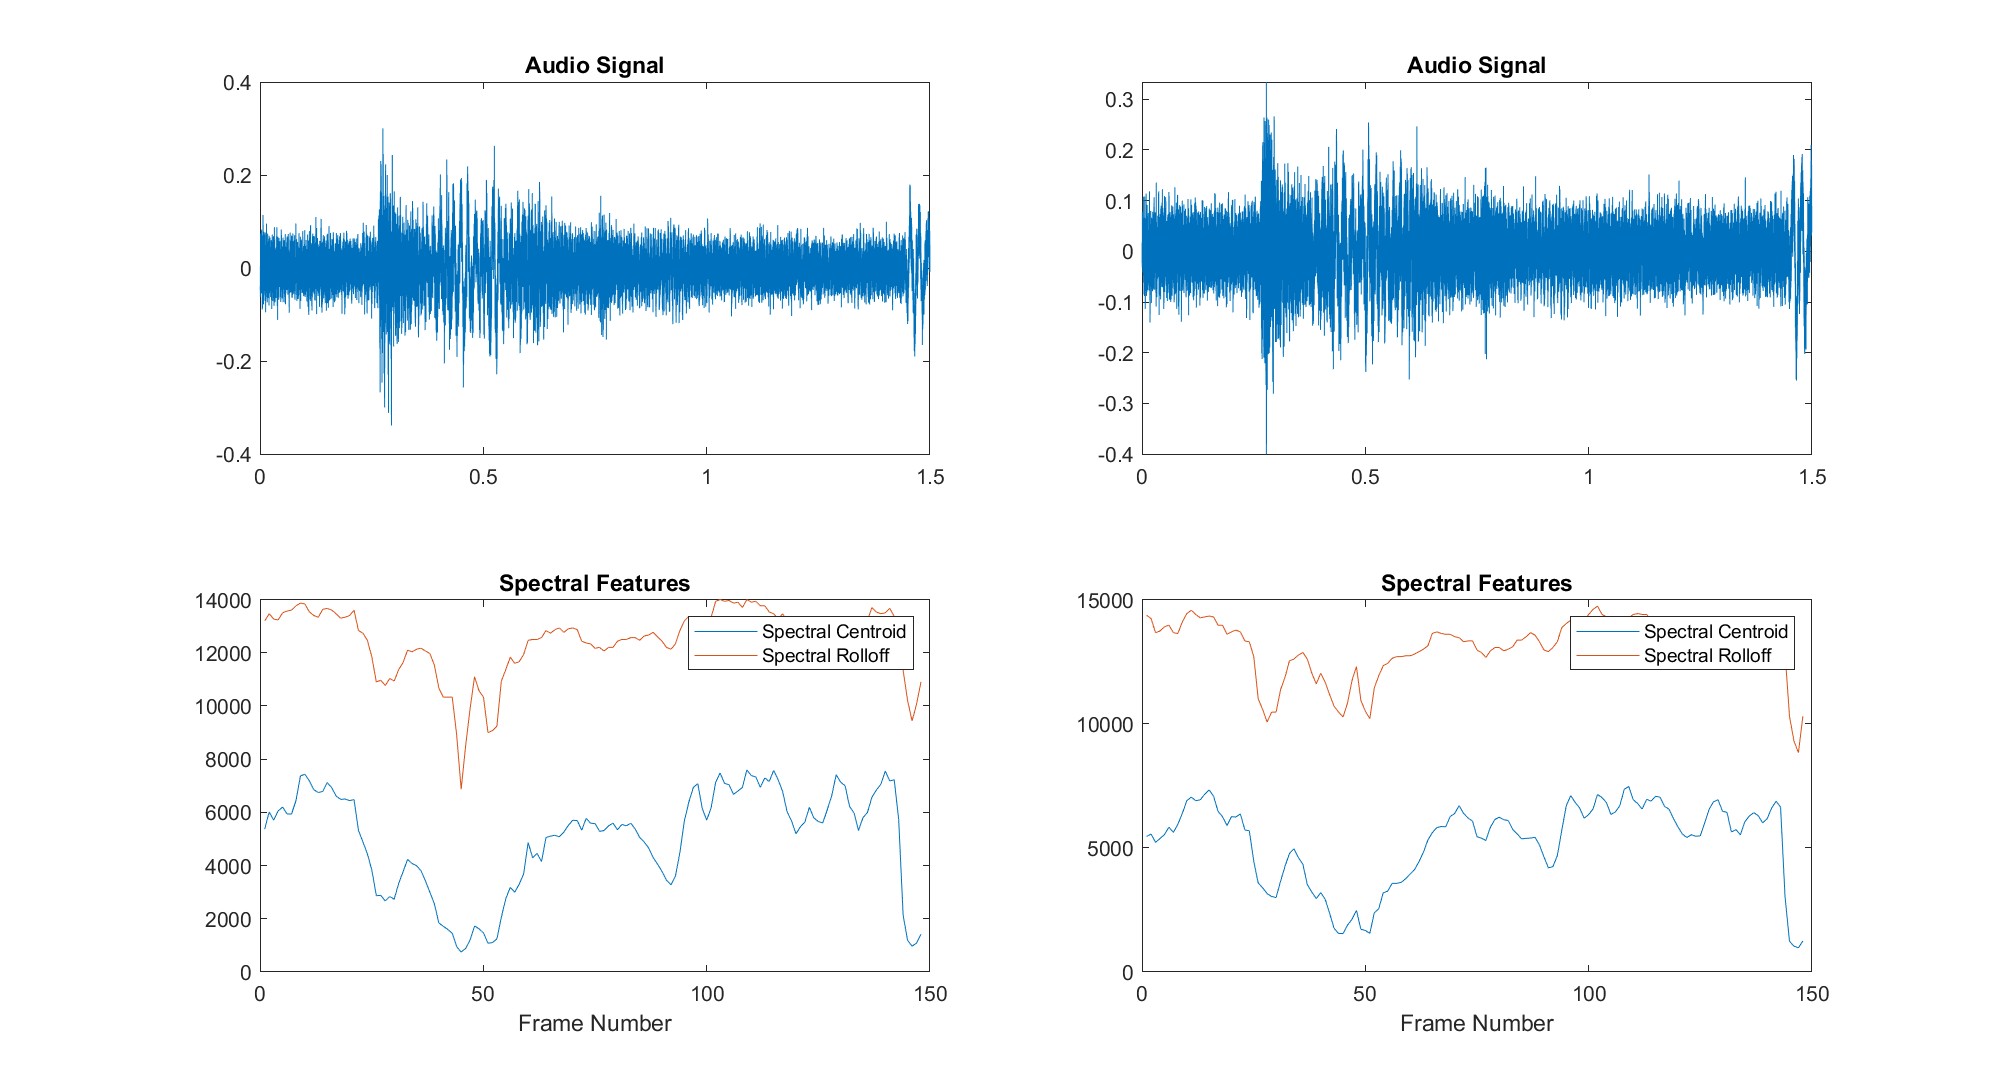 Audio Signal
0.4
0.2
0
-0.2
-0.4
0 0.5 1 1.5
Audio Signal
0.3
0.2
0.1
0
-0.1
-0.2
-0.3
-0.4
0 0.5 1 1.5
Spectral Features
14000
12000
10000
8000
6000
4000
2000
0
Spectral Centroid
Spectral Rolloff
0 50 100 150
Frame Number
Spectral Features
15000
10000
5000
0
Spectral Centroid
Spectral Rolloff
0 50 100 150
Frame Number